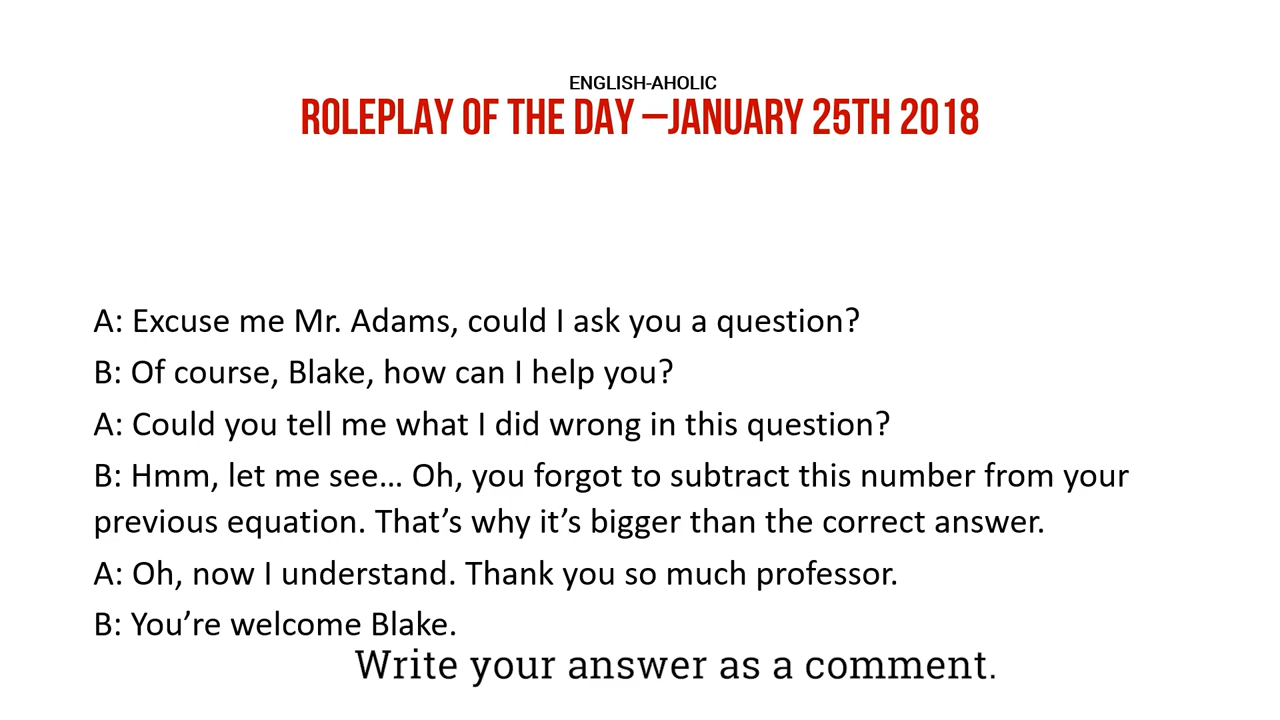 ENGLISH-AHOLIC
ROLEPLAY OF THE DAY –JANUARY 25TH 2018
A: Excuse me Mr. Adams, could I ask you a question?
B: Of course, Blake, how can I help you?
A: Could you tell me what I did wrong in this question?
B: Hmm, let me see… Oh, you forgot to subtract this number from your
previous equation. That’s why it’s bigger than the correct answer.
A: Oh, now I understand. Thank you so much professor.
B: You’re welcome Blake.
Write your answer as a comment.